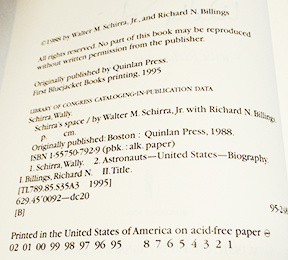 ©1988 by Walter M. Schirra, Jr., and Richard N. Billings
All rights reserved. No part of this book may be reproduced
without written permission from the publisher.
Originally published by Quinlan Press.
First Bluejacket Books printing, 1995
LIBRARY OF CONGRESS CATALOGING-IN-PUBLICATION DATA
Schirra, Wally.
Schirra's space / by Walter M. Schirra, Jr. with Richard N. Billings.
p. cm.
Originally published: Boston : Quinlan Press, 1988.
ISBN 1-55750-792-9 (pbk. : alk. paper)
1. Schirra, Wally. 2. Astronauts—United States—Biography.
I. Billings, Richard N. II. Title.
[TL789.85.S35A3 1995]
629.45'0092—dc20
[B]
Printed in the United States of America on acid-free paper ∞
02 01 00 99 98 97 96 95 8 7 6 5 4 3 2 1